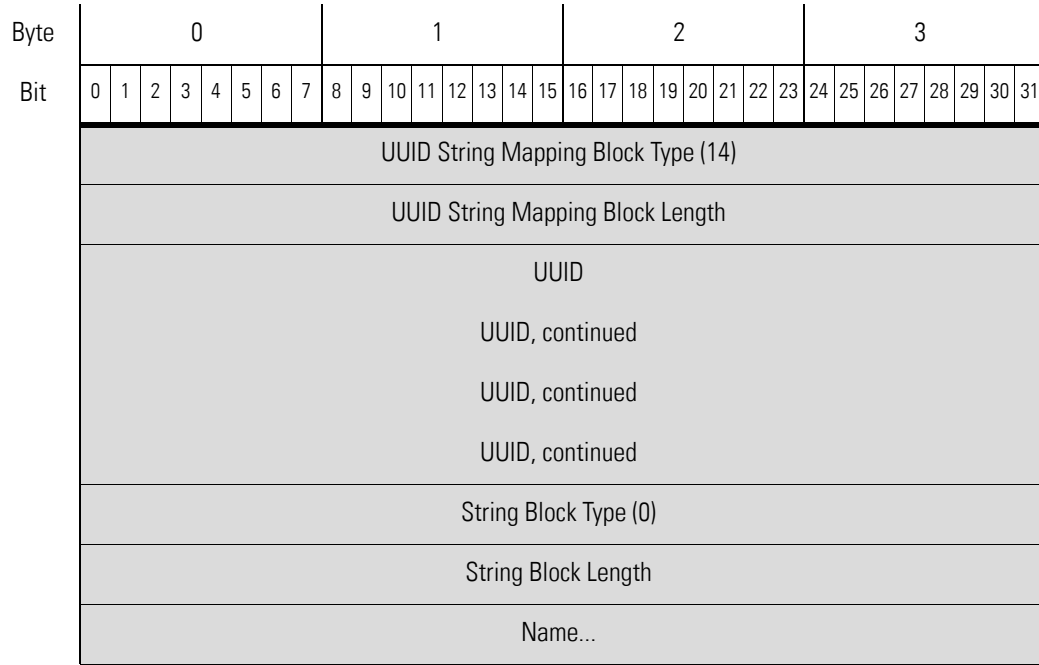 Byte 0 1 2 3
Bit 0 1 2 3 4 5 6 7 8 9 10 11 12 13 14 15 16 17 18 19 20 21 22 23 24 25 26 27 28 29 30 31
UUID String Mapping Block Type (14)
UUID String Mapping Block Length
UUID
UUID, continued
UUID, continued
UUID, continued
String Block Type (0)
String Block Length
Name...